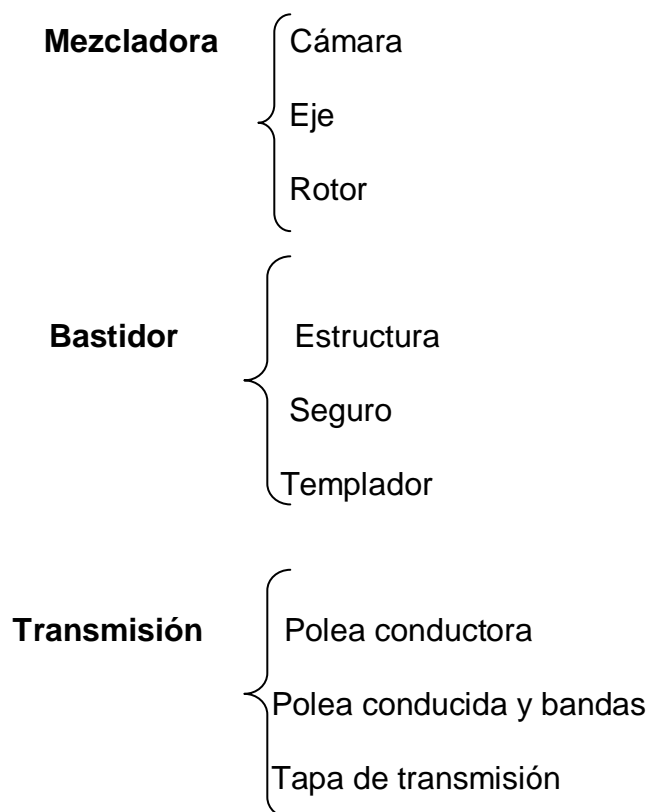 Mezcladora Cámara
Eje
Rotor
Bastidor Estructura
Seguro
Templador
Transmisión Polea conductora
Polea conducida y bandas
Tapa de transmisión